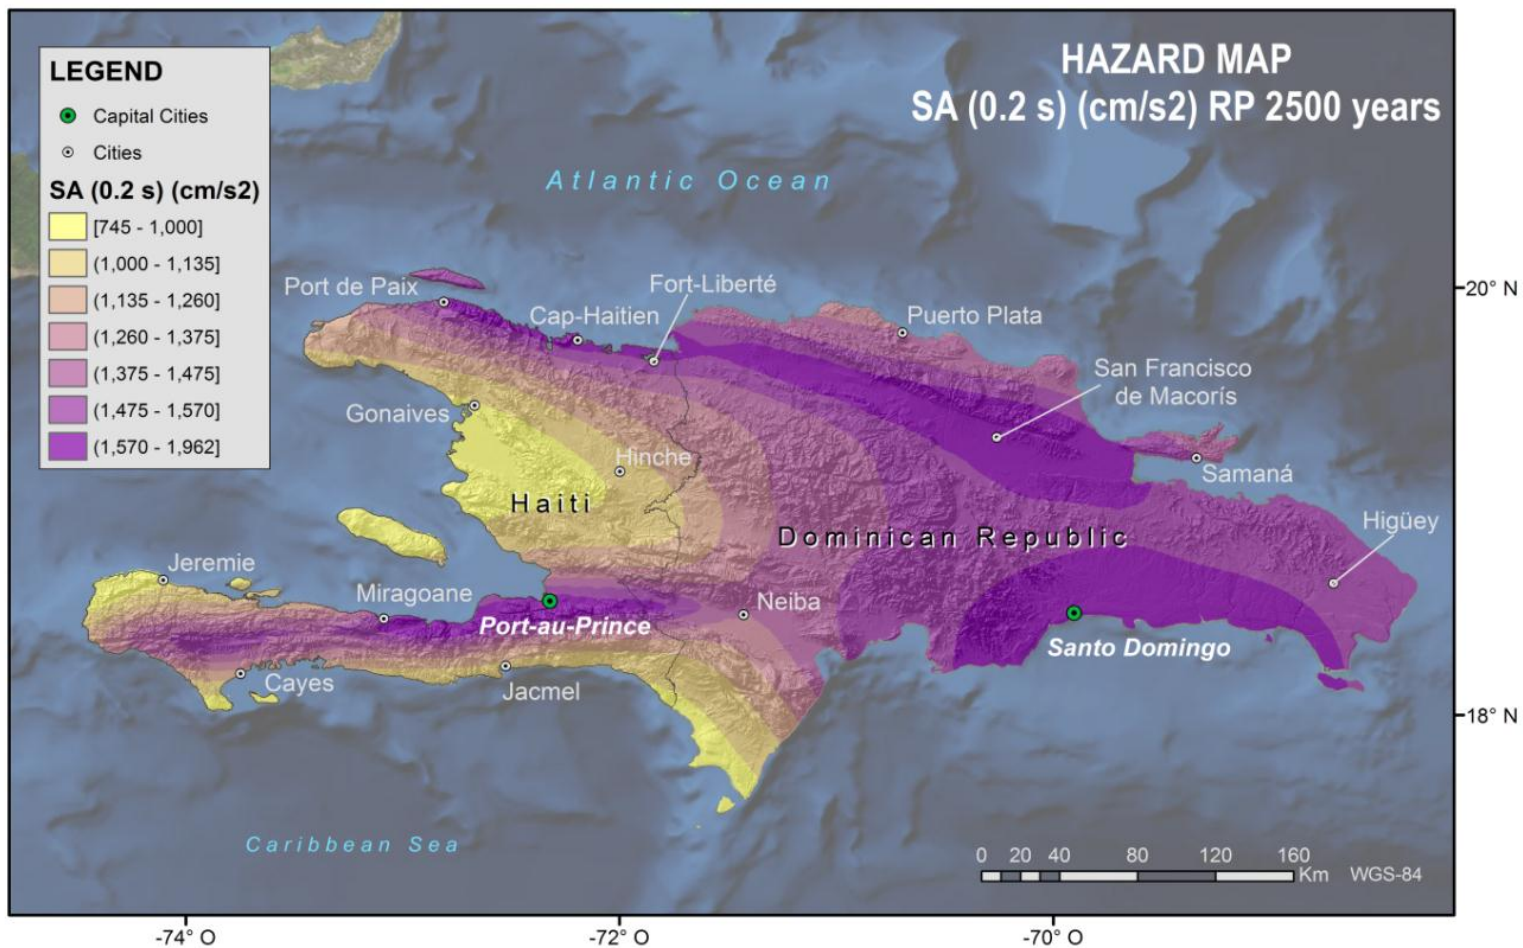 HAZARD MAP
SA (0.2 s) (cm/s2) RP 2500 years
LEGEND
Capital Cities
Cities
SA (0.2 s) (cm/s2)
[745 - 1,000]
(1,000 - 1,135]
(1,135 - 1,260]
(1,260 - 1,375]
(1,375 - 1,475]
(1,475 - 1,570]
(1,570 - 1,962]
Atlantic Ocean
Port de Paix
Fort-Liberté
Cap-Haitien
Puerto Plata
20° N
San Francisco
de Macorís
Gonaives
Hinche
Samaná
Haiti
Dominican Republic
Higüey
Jeremie
Miragoane
Neiba
Port-au-Prince
Santo Domingo
Cayes
Jacmel
18° N
Caribbean Sea
0 20 40 80 120 160
Km
WGS-84
-74° O
-72° O
-70° O